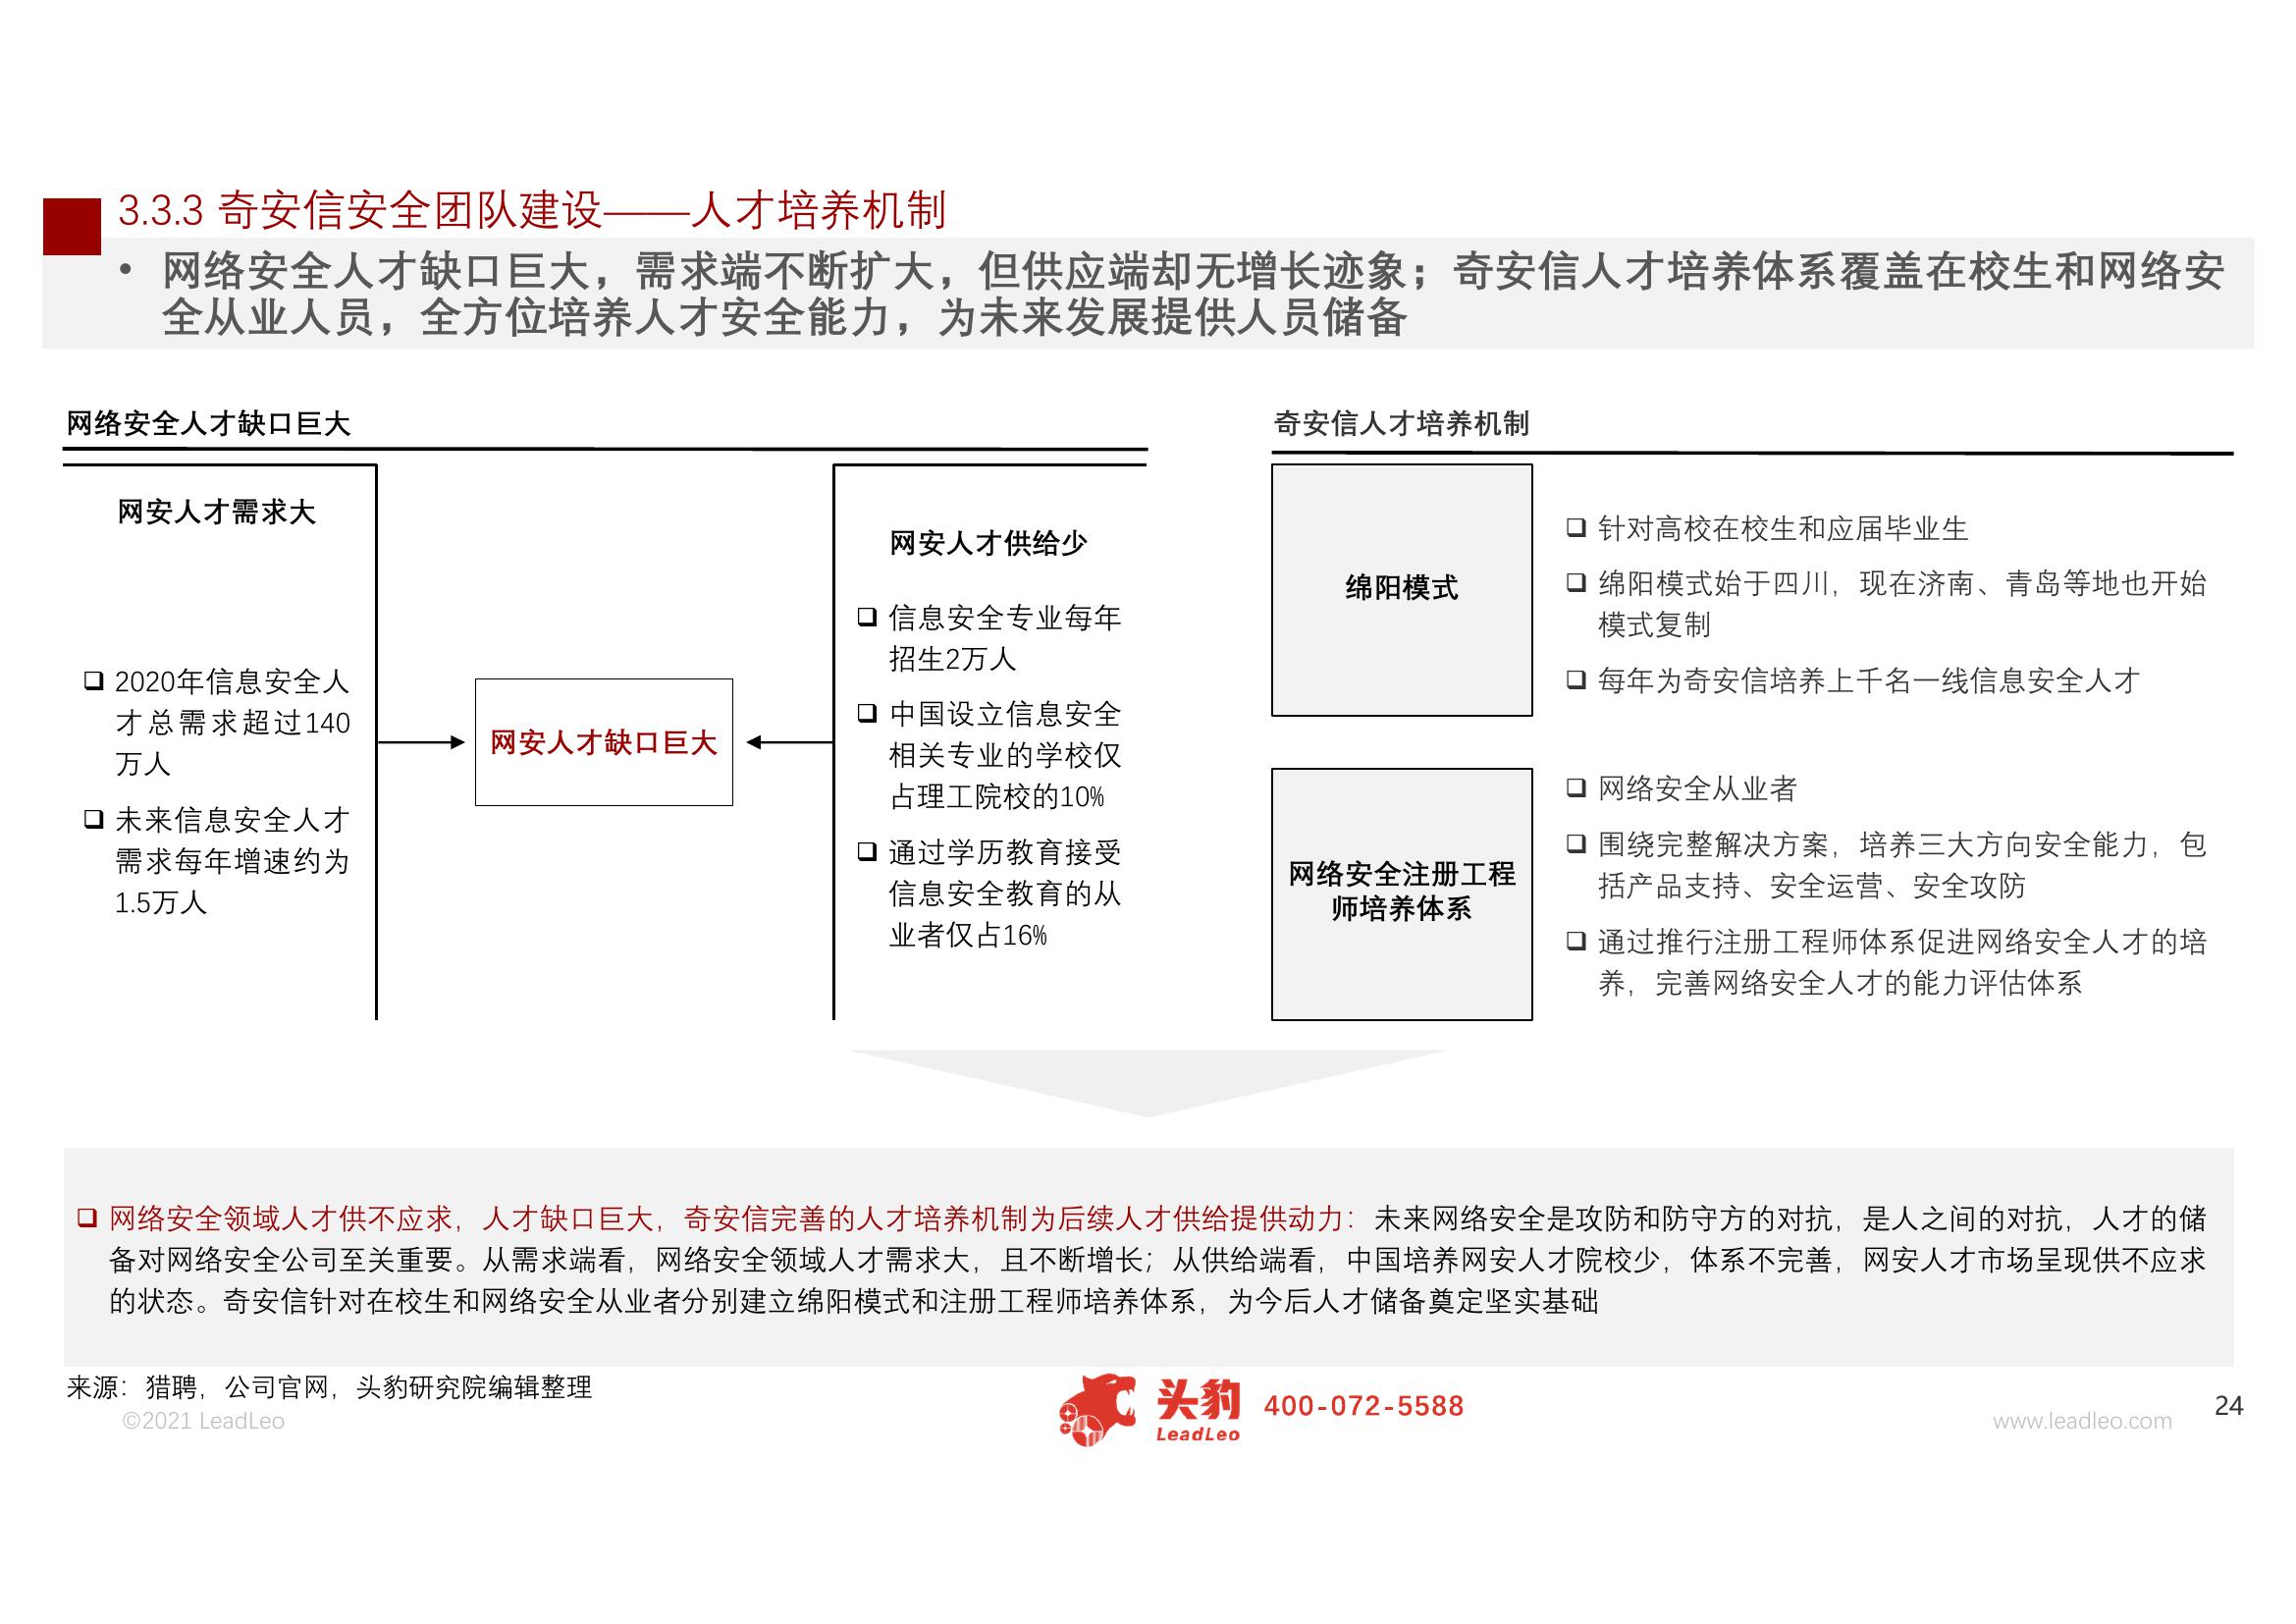 3.3.3 奇安信安全团队建设——人才培养机制
• 网络安全人才缺口巨大，需求端不断扩大，但供应端却无增长迹象；奇安信人才培养体系覆盖在校生和网络安
全从业人员，全方位培养人才安全能力，为未来发展提供人员储备
网络安全人才缺口巨大
网安人才需求大
❑ 2020年信息安全人
才总需求超过140
万人
❑ 未来信息安全人才
需求每年增速约为
1.5万人
网安人才缺口巨大
网安人才供给少
❑ 信息安全专业每年
招生2万人
❑ 中国设立信息安全
相关专业的学校仅
占理工院校的10%
❑ 通过学历教育接受
信息安全教育的从
业者仅占16%
奇安信人才培养机制
绵阳模式
❑ 针对高校在校生和应届毕业生
❑ 绵阳模式始于四川，现在济南、青岛等地也开始
模式复制
❑ 每年为奇安信培养上千名一线信息安全人才
网络安全注册工程
师培养体系
❑ 网络安全从业者
❑ 围绕完整解决方案，培养三大方向安全能力，包
括产品支持、安全运营、安全攻防
❑ 通过推行注册工程师体系促进网络安全人才的培
养，完善网络安全人才的能力评估体系
❑ 网络安全领域人才供不应求，人才缺口巨大，奇安信完善的人才培养机制为后续人才供给提供动力：未来网络安全是攻防和防守方的对抗，是人之间的对抗，人才的储
备对网络安全公司至关重要。从需求端看，网络安全领域人才需求大，且不断增长；从供给端看，中国培养网安人才院校少，体系不完善，网安人才市场呈现供不应求
的状态。奇安信针对在校生和网络安全从业者分别建立绵阳模式和注册工程师培养体系，为今后人才储备奠定坚实基础
来源：猎聘，公司官网，头豹研究院编辑整理
©2021 LeadLeo
头豹
LeadLeo
400-072-5588
www.leadleo.com
24